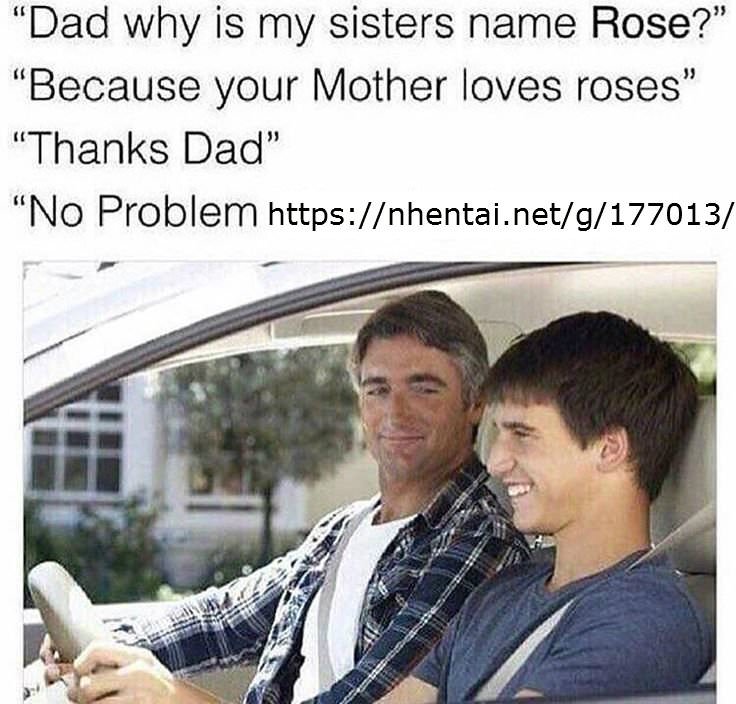 “Dad why is my sisters name Rose?”
“Because your Mother loves roses”
“Thanks Dad”
“No Problem https://nhentai.net/g/177013/